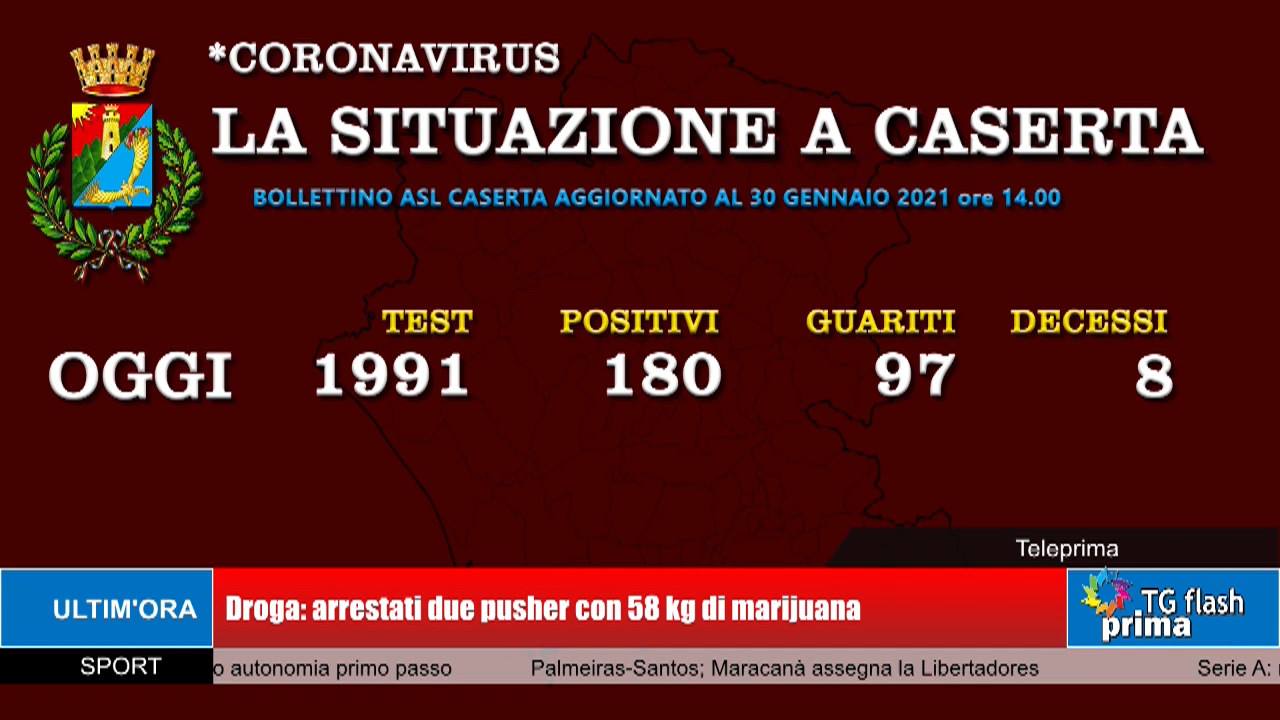 *CORONAVIRUS
LA SITUAZIONE A CASERTA
BOLLETTINO ASL CASERTA AGGIORNATO AL 30 GENNAIO 2021 ore 14.00
TEST POSITIVI GUARITI DECESSI
OGGI 1991 180 97 8
Teleprima
ULTIM'ORA Droga: arrestati due pusher con 58 kg di marijuana
TG flash
prima
SPORT o autonomia primo passo Palmeiras-Santos; Maracanà assegna la Libertadores Serie A: